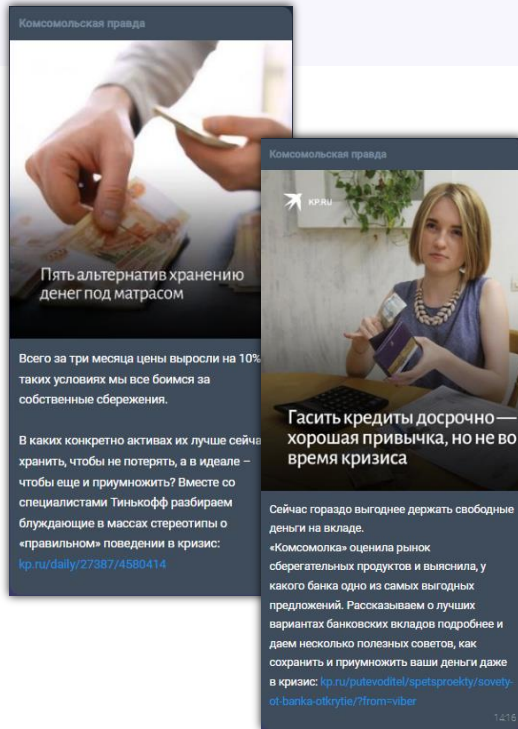 Комсомольская правда
Пять альтернатив хранению
денег под матрасом
Всего за три месяца цены выросли на 10%
таких условиях мы все боимся за
собственные сбережения.
В каких конкретно активах их лучше сейча
хранить, чтобы не потерять, а в идеале –
чтобы еще и приумножить? Вместе со
специалистами Тинькофф разбираем
блуждающие в массах стереотипы о
«правильном» поведении в кризис:
kp.ru/daily/27387/4580414
Комсомольская правда
KP.RU
Гасить кредиты досрочно —
хорошая привычка, но не во
время кризиса
Сейчас гораздо выгоднее держать свободные
деньги на вкладе.
«Комсомолка» оценила рынок
сберегательных продуктов и выяснила, у
какого банка одно из самых выгодных
предложений. Рассказываем о лучших
вариантах банковских вкладов подробнее и
даем несколько полезных советов, как
сохранить и приумножить ваши деньги даже
в кризис: kp.ru/putevoditel/spetsproekty/sovety-
ot-banka-otkrytie/?from=viber
14:16